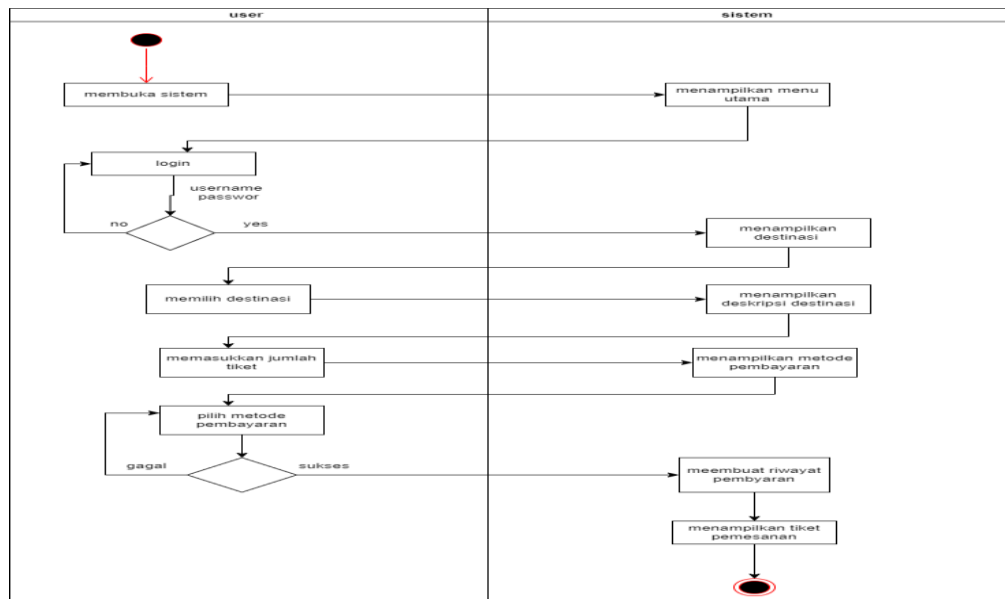 user
sistem
membuka sistem
menampilkan menu
utama
login
username
passwor
no
yes
menampilkan
destinasi
memilih destinasi
menampilkan
deskripsi destinasi
memasukkan jumlah
tiket
menampilkan metode
pembayaran
pilih metode
pembayaran
gagal
sukses
meembuat riwayat
pembyaran
menampilkan tiket
pemesanan